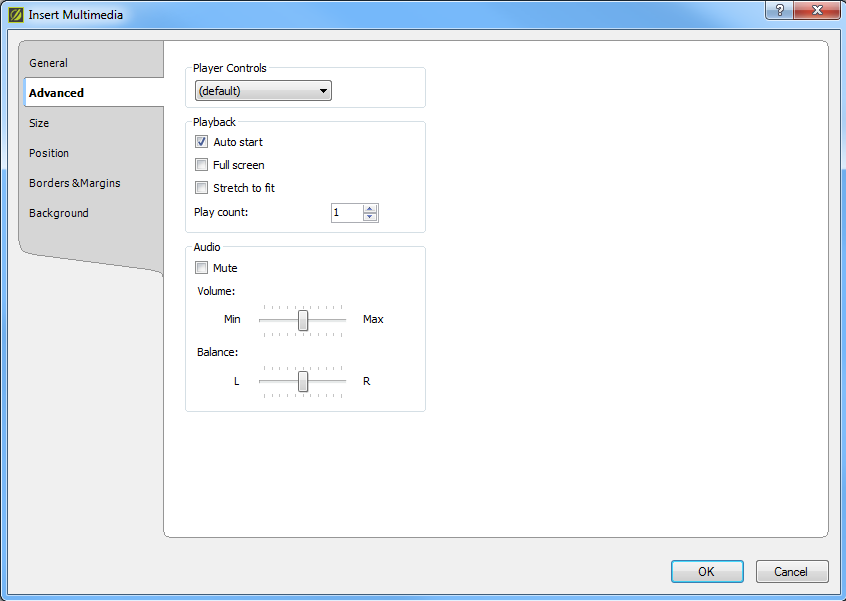 Insert Multimedia
?
General
Advanced
Size
Position
Borders &Margins
Background
Player Controls
(default)
Playback
Auto start
Full screen
Stretch to fit
Play count: 1
Audio
Mute
Volume:
Min Max
Balance:
L R
OK Cancel